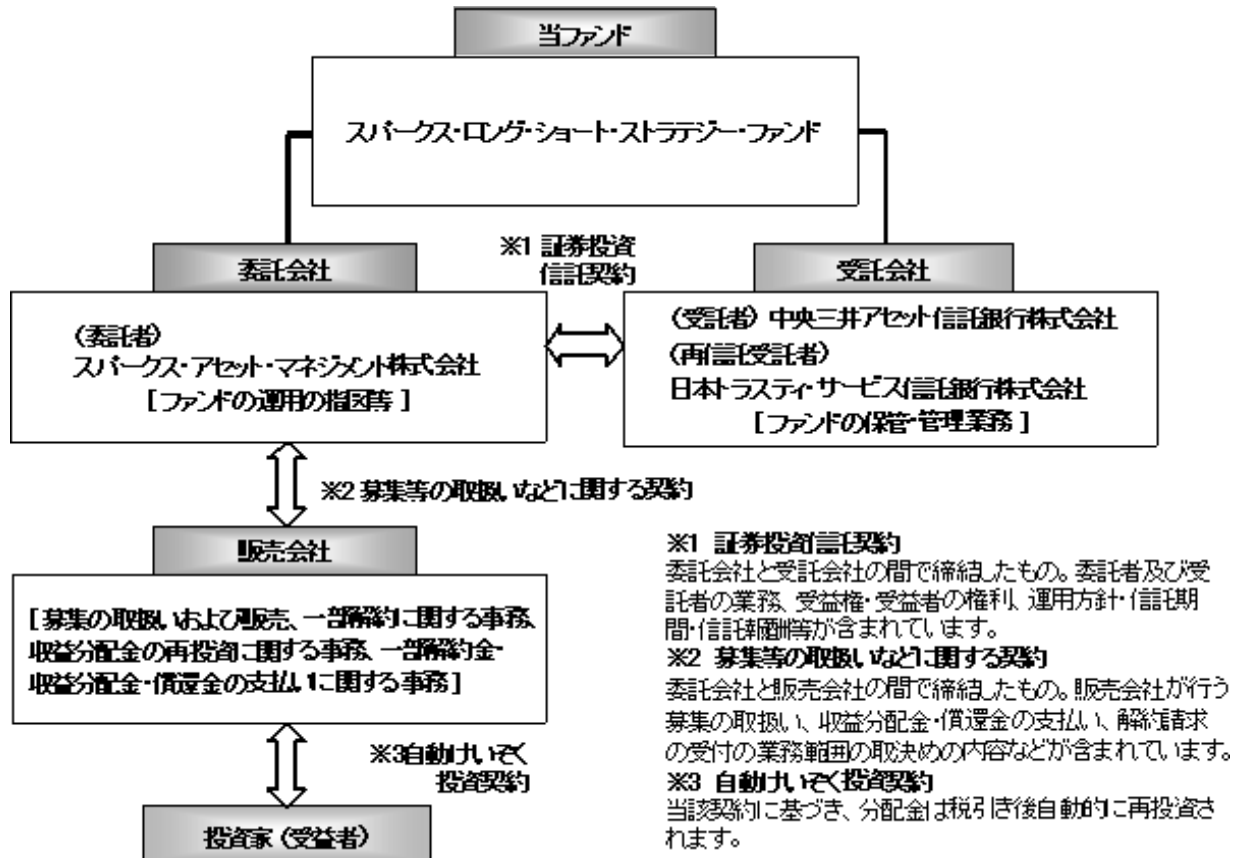 当ファンド
スパークス・ロング・ショート・ストラテジー・ファンド
※1 証券投資
信託契約
委託会社
受託会社
(委託者)
スパークス・アセット・マネジメント株式会社
[ファンドの運用の指図等]
(受託者) 中央三井アセット信託銀行株式会社
(再信託受託者)
日本トラスティ・サービス信託銀行株式会社
[ファンドの保管・管理業務]
※2 募集等の取扱いなどに関する契約
販売会社
[募集の取扱いおよび販売、一部解約に関する事務、
収益分配金の再投資に関する事務、一部解約金・
収益分配金・償還金の支払いに関する事務]
※3自動けいぞく
投資契約
投資家(受益者)
※1 証券投資信託契約
委託会社と受託会社の間で締結したもの。委託者及び受
託者の業務、受益権・受益者の権利、運用方針・信託期
間・信託報酬等が含まれています。
※2 募集等の取扱いなどに関する契約
委託会社と販売会社の間で締結したもの。販売会社が行う
募集の取扱い、収益分配金・償還金の支払い、解約請求
の受付の業務範囲の取決めの内容などが含まれています。
※3 自動けいぞく投資契約
当該契約に基づき、分配金は税引き後自動的に再投資さ
れます。